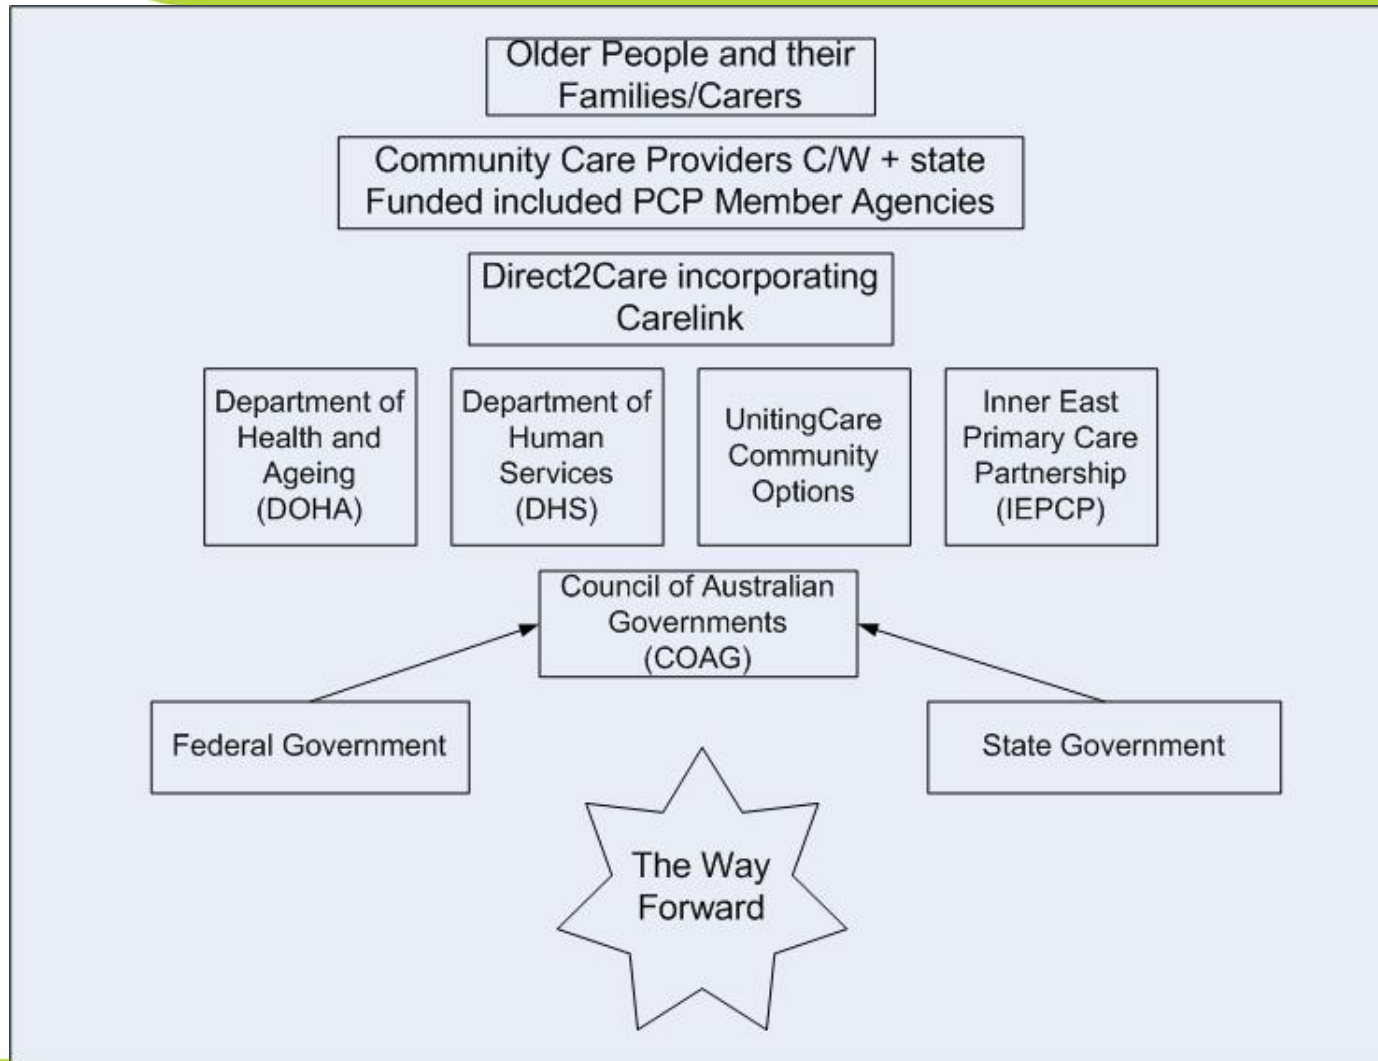 Older People and their
Families/Carers
Community Care Providers C/W + state
Funded included PCP Member Agencies
Direct2Care incorporating
Carelink
Department of
Health and
Ageing
(DOHA)
Department of
Human
Services
(DHS)
UnitingCare
Community
Options
Inner East
Primary Care
Partnership
(IEPCP)
Council of Australian
Governments
(COAG)
Federal Government
State Government
The Way
Forward